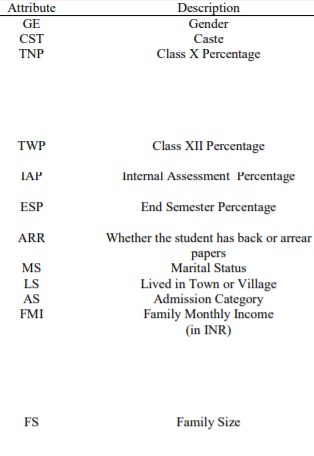 Attribute Description
GE Gender
CST Caste
TNP Class X Percentage
TWP Class XII Percentage
IAP Internal Assessment Percentage
ESP End Semester Percentage
ARR Whether the student has back or arrear
papers
MS Marital Status
LS Lived in Town or Village
AS Admission Category
FMI Family Monthly Income
(in INR)
FS Family Size